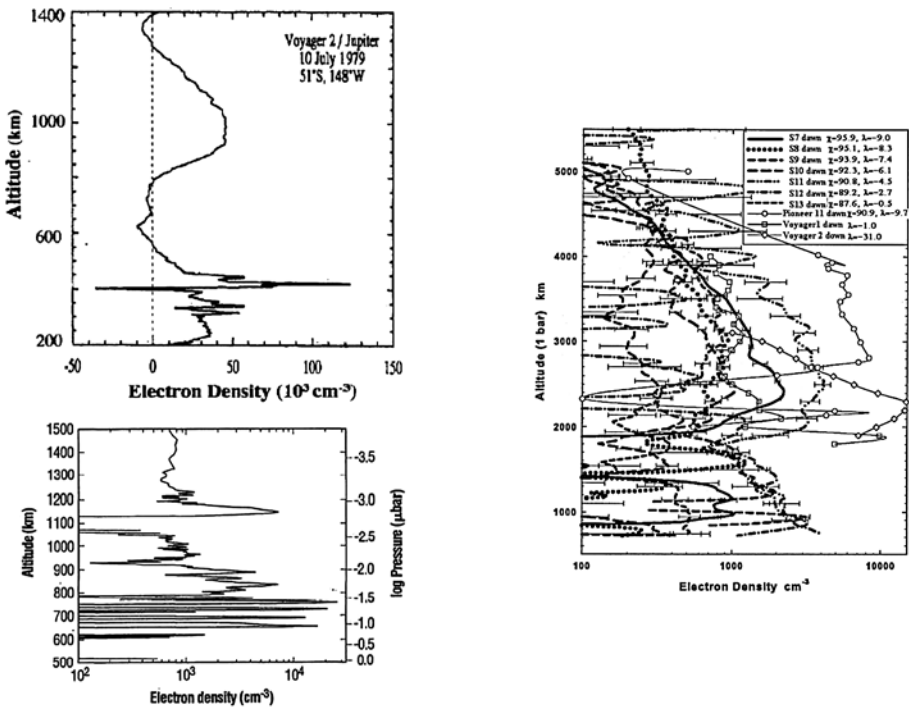 1400
1000
600
200
Altitude (km)
Voyager 2 / Jupiter
10 July 1979
51°S, 148°W
-50 0 50 100 150
Electron Density (10³ cm⁻³)
1500
1400
1300
1200
1100
1000
900
800
700
600
500
Altitude (km)
-3.5
-3.0
-2.5
-2.0
-1.5
-1.0
-0.5
0.0
log Pressure (μbar)
10² 10³ 10⁴
Electron density (cm⁻³)
S7 dawn χ=95.9, λ=-9.0
S8 dawn χ=95.1, λ=-8.3
S9 dawn χ=93.9, λ=-7.4
S10 dawn χ=92.3, λ=-6.1
S11 dawn χ=90.8, λ=-4.5
S12 dawn χ=89.2, λ=-2.7
S13 dawn χ=87.6, λ=-0.5
Pioneer 11 dawn χ=90.9, λ=-9.7
Voyager1 dawn λ=-1.0
Voyager 2 down λ=-31.0
5000
4000
3000
2000
1000
Altitude (1 bar) km
100 1000 10000
Electron Density cm⁻³